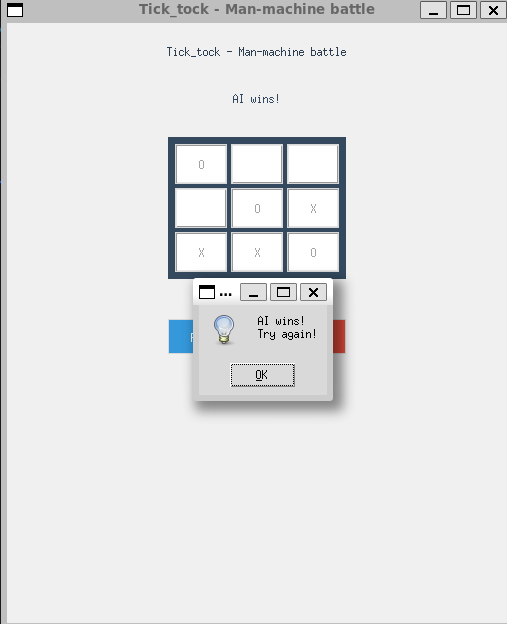 Tick_tock - Man-machine battle
Tick_tock - Man-machine battle
AI wins!
O
O X
X X O
...
AI wins!
Try again!
OK